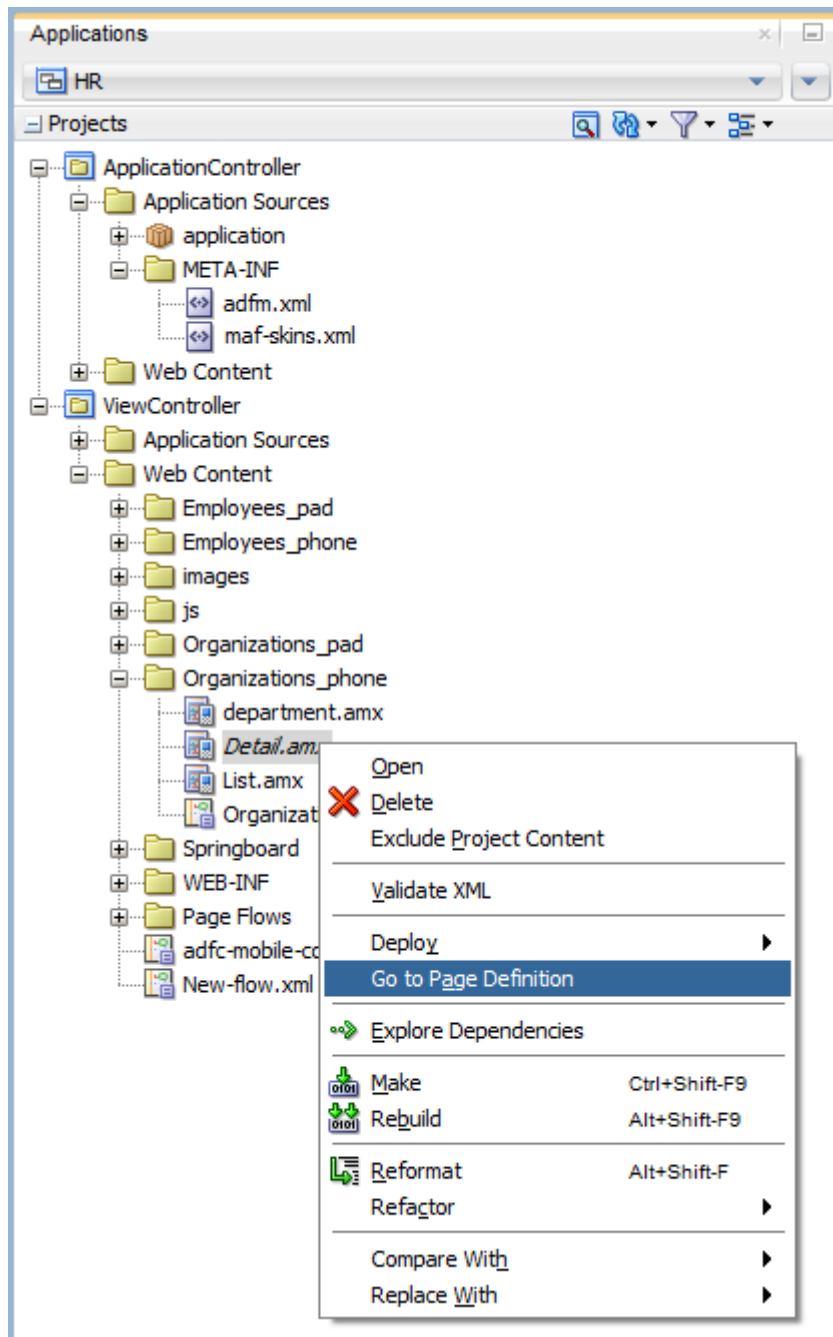 Applications
HR
Projects
ApplicationController
Application Sources
application
META-INF
adfm.xml
maf-skins.xml
Web Content
ViewController
Application Sources
Web Content
Employees_pad
Employees_phone
images
js
Organizations_pad
Organizations_phone
department.amx
Detail.am
List.amx
Organizat
Springboard
WEB-INF
Page Flows
adfc-mobile-co
New-flow.xml
Open
Delete
Exclude Project Content
Validate XML
Deploy
Go to Page Definition
Explore Dependencies
Make Ctrl+Shift-F9
Rebuild Alt+Shift-F9
Reformat Alt+Shift-F
Refactor
Compare With
Replace With